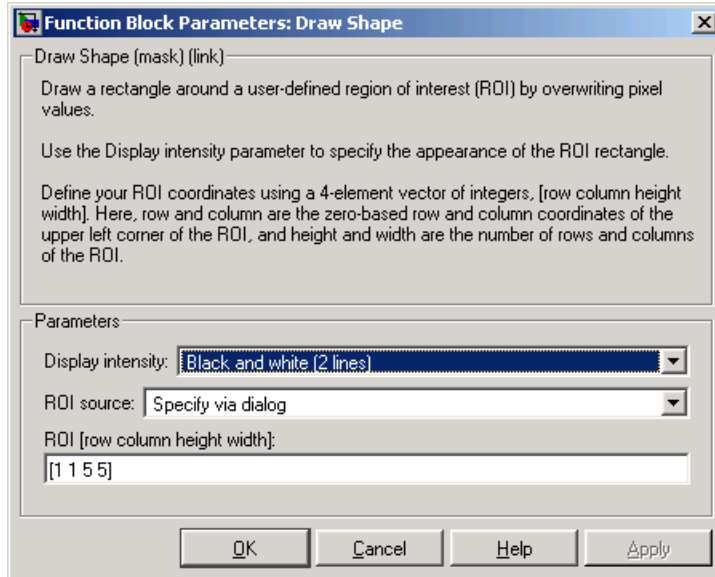 Function Block Parameters: Draw Shape
Draw Shape (mask) (link)
Draw a rectangle around a user-defined region of interest (ROI) by overwriting pixel
values.
Use the Display intensity parameter to specify the appearance of the ROI rectangle.
Define your ROI coordinates using a 4-element vector of integers, [row column height
width]. Here, row and column are the zero-based row and column coordinates of the
upper left corner of the ROI, and height and width are the number of rows and columns
of the ROI.
Parameters
Display intensity: Black and white (2 lines)
ROI source: Specify via dialog
ROI [row column height width]:
[1 1 5 5]
OK Cancel Help Apply